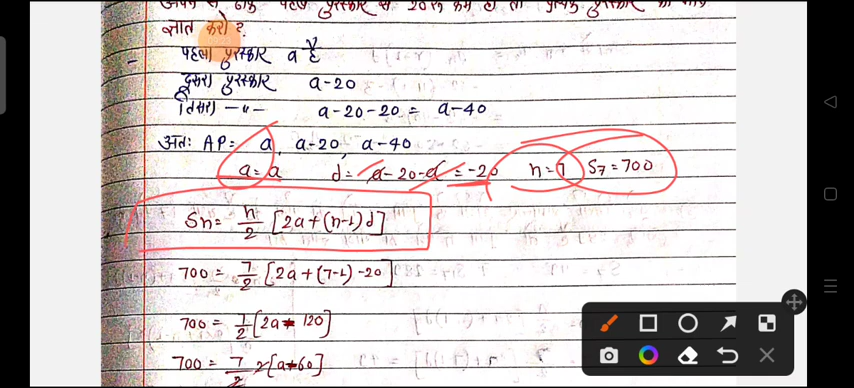 ज्ञात करो ?
पहला पुरस्कार a है
दुसरा पुरस्कार a-20
तिसरा —"— a-20-20 = a-40
अतः AP = a, a-20, a-40
a = a d = a-20-a = -20 n = 7 S7 = 700
Sn = n/2 [2a+(n-1)d]
700 = 7/2 [2a+(7-1)-20]
700 = 7/2 [2a-120]
700 = 7/2 2[a-60]